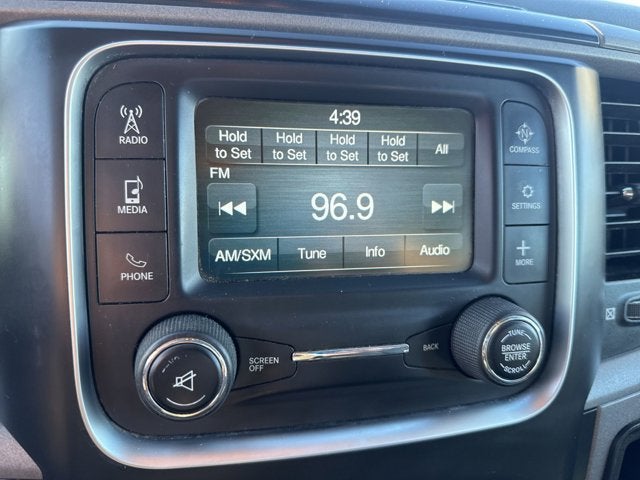 4:39
Hold to Set
Hold to Set
Hold to Set
Hold to Set
All
FM
96.9
AM/SXM
Tune
Info
Audio
RADIO
MEDIA
PHONE
COMPASS
SETTINGS
MORE
SCREEN
OFF
BACK
TUNE
BROWSE
ENTER
SCROLL